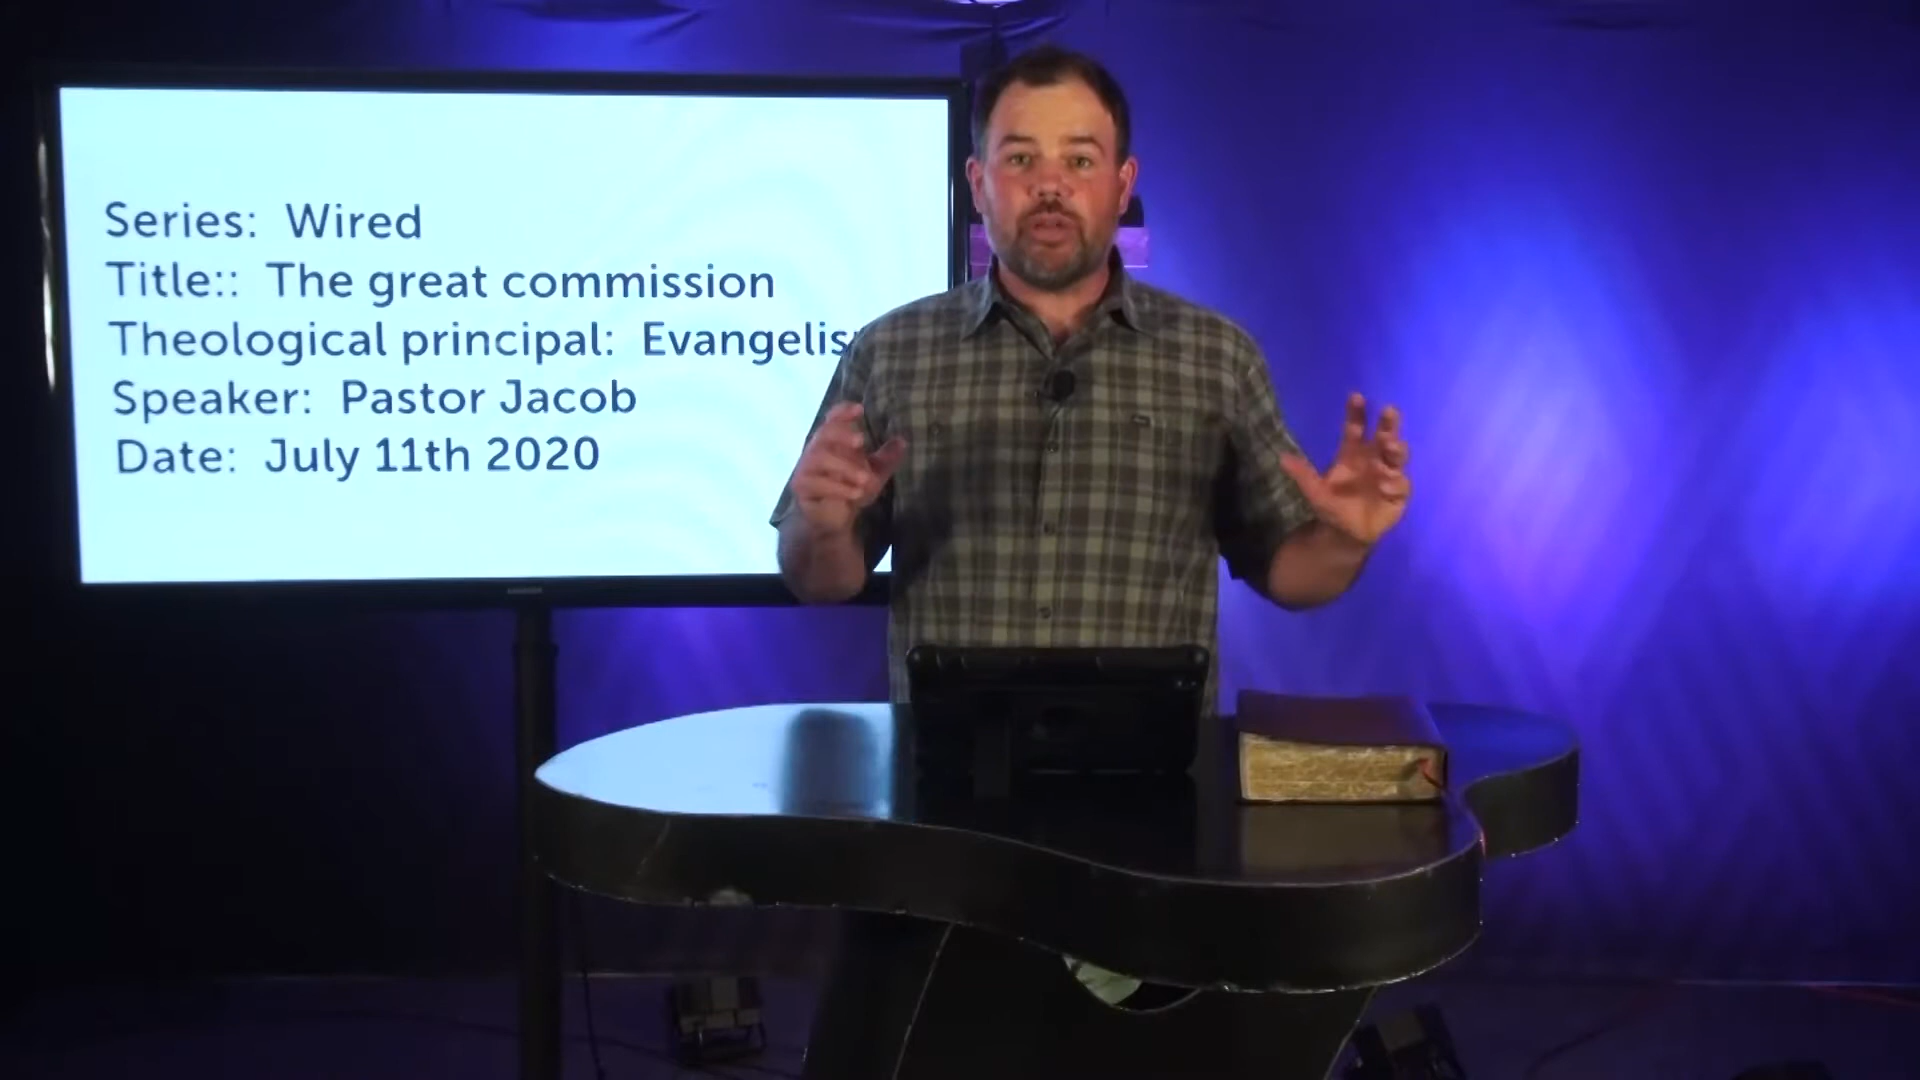 Series: Wired
Title:: The great commission
Theological principal: Evangelis
Speaker: Pastor Jacob
Date: July 11th 2020